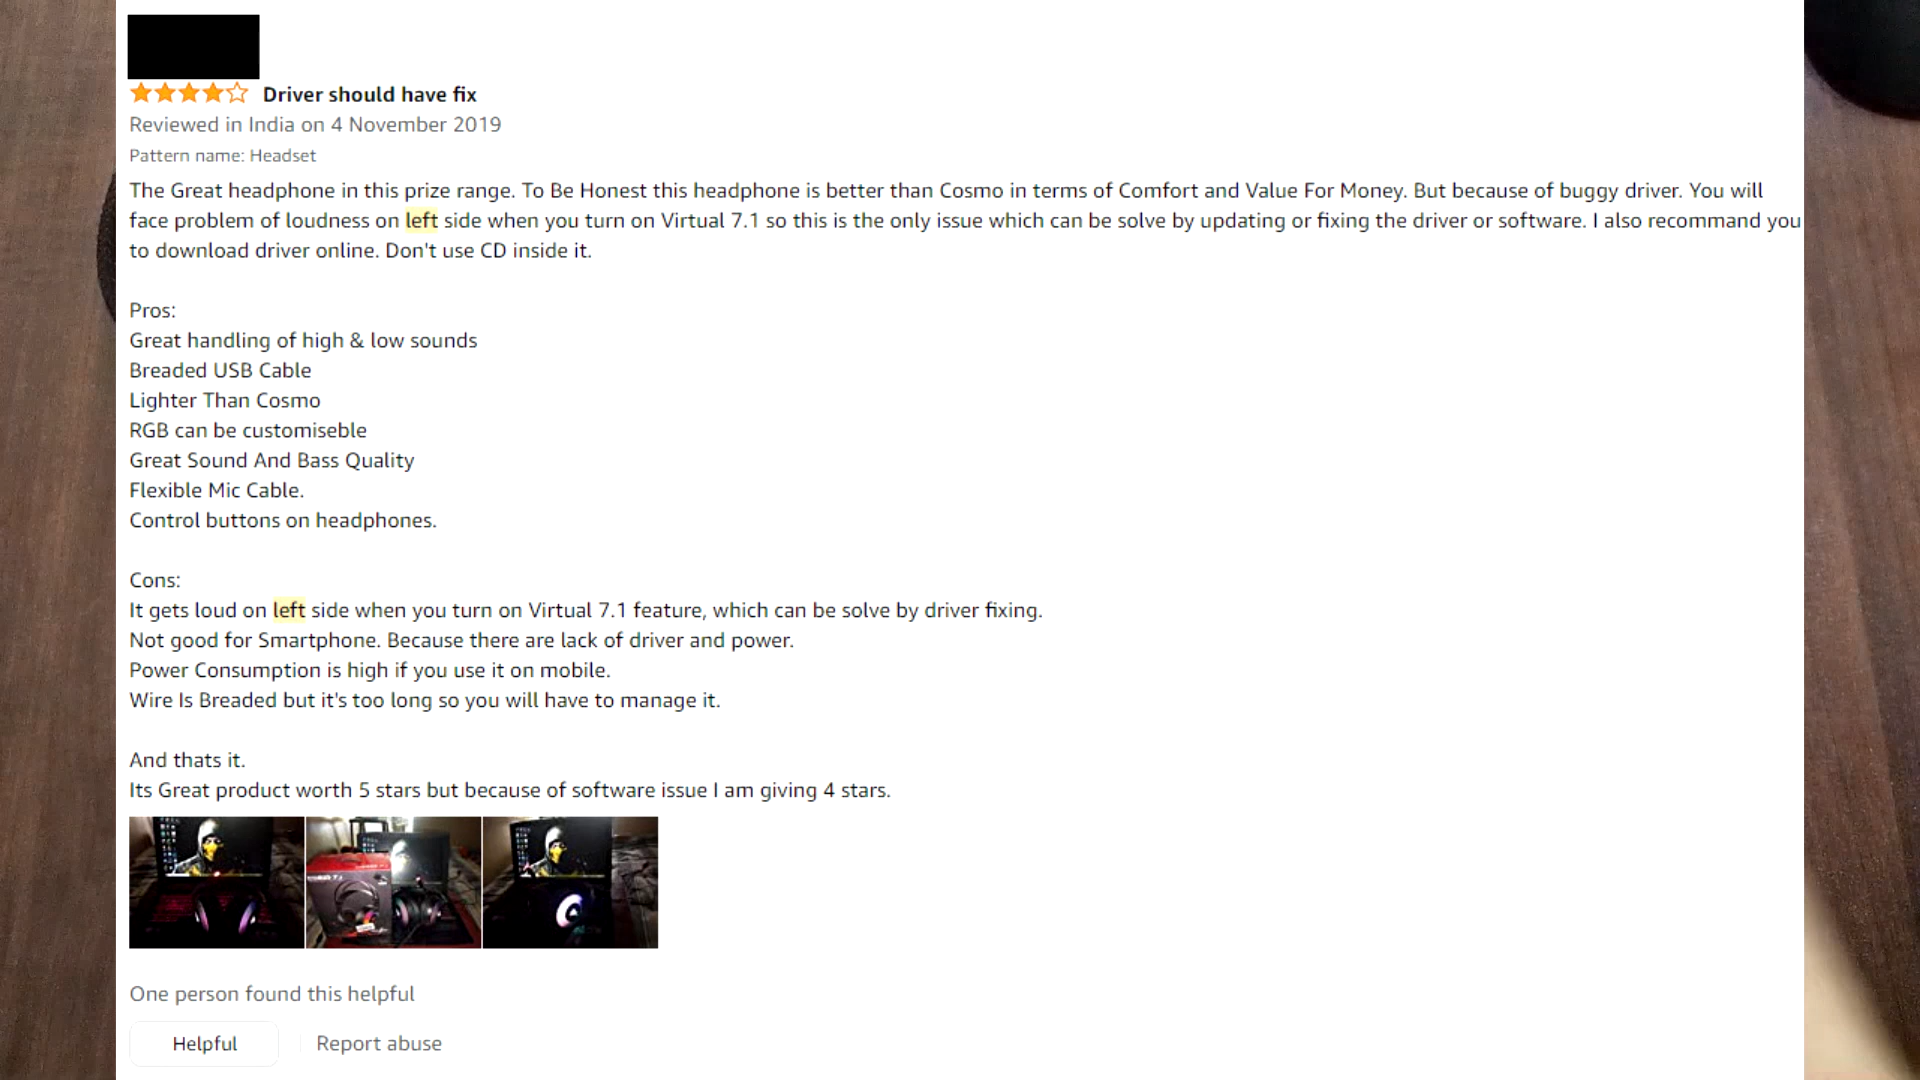 Driver should have fix
Reviewed in India on 4 November 2019
Pattern name: Headset
The Great headphone in this prize range. To Be Honest this headphone is better than Cosmo in terms of Comfort and Value For Money. But because of buggy driver. You will
face problem of loudness on left side when you turn on Virtual 7.1 so this is the only issue which can be solve by updating or fixing the driver or software. I also recommand you
to download driver online. Don't use CD inside it.
Pros:
Great handling of high & low sounds
Breaded USB Cable
Lighter Than Cosmo
RGB can be customiseble
Great Sound And Bass Quality
Flexible Mic Cable.
Control buttons on headphones.
Cons:
It gets loud on left side when you turn on Virtual 7.1 feature, which can be solve by driver fixing.
Not good for Smartphone. Because there are lack of driver and power.
Power Consumption is high if you use it on mobile.
Wire Is Breaded but it's too long so you will have to manage it.
And thats it.
Its Great product worth 5 stars but because of software issue I am giving 4 stars.
One person found this helpful
Helpful
Report abuse